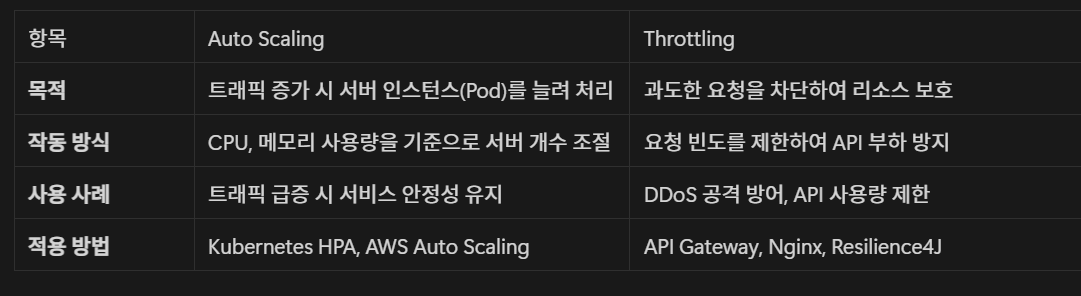 항목 Auto Scaling Throttling
목적 트래픽 증가 시 서버 인스턴스(Pod)를 늘려 처리 과도한 요청을 차단하여 리소스 보호
작동 방식 CPU, 메모리 사용량을 기준으로 서버 개수 조절 요청 빈도를 제한하여 API 부하 방지
사용 사례 트래픽 급증 시 서비스 안정성 유지 DDoS 공격 방어, API 사용량 제한
적용 방법 Kubernetes HPA, AWS Auto Scaling API Gateway, Nginx, Resilience4J